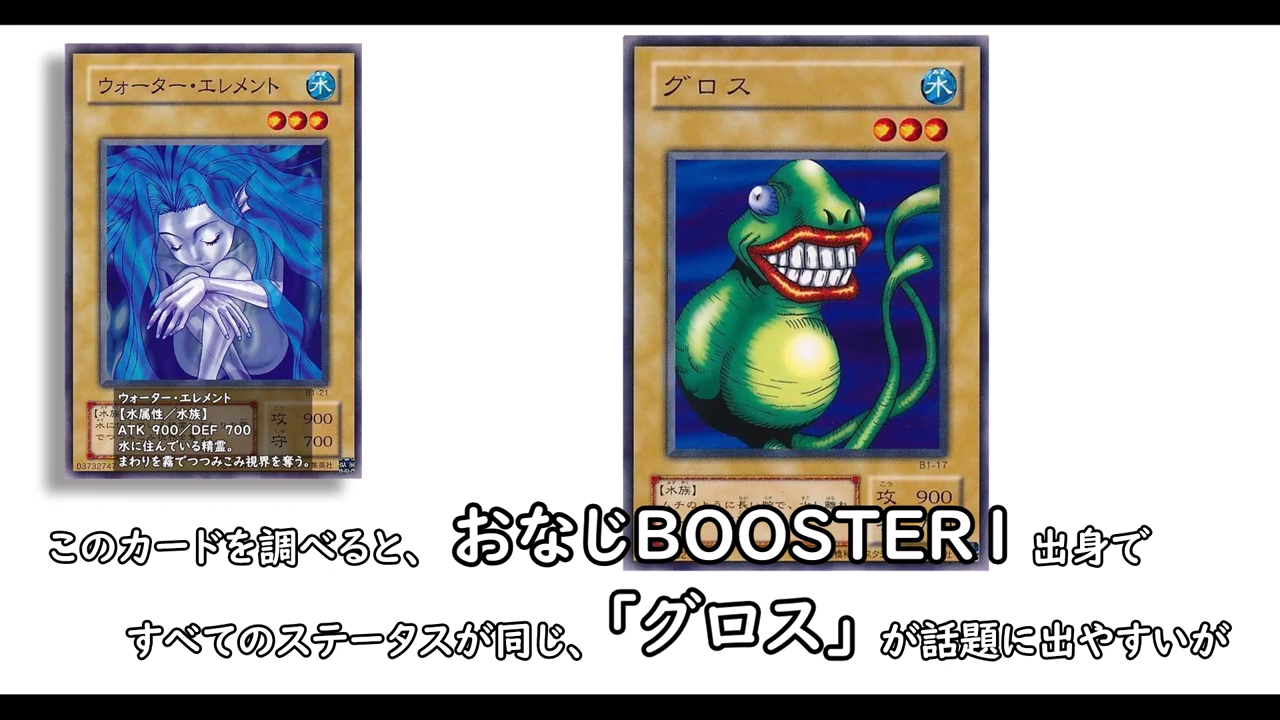 ウォーター・エレメント
水
B1-21
攻 900
守 700
ウォーター・エレメント
【水属性／水族】
ATK 900／DEF 700
水に住んでいる精霊。
まわりを霧でつつみこみ視界を奪う。
グロス
水
B1-17
【水族】
攻 900
このカードを調べると、おなじBOOSTER1出身で
すべてのステータスが同じ、「グロス」が話題に出やすいが